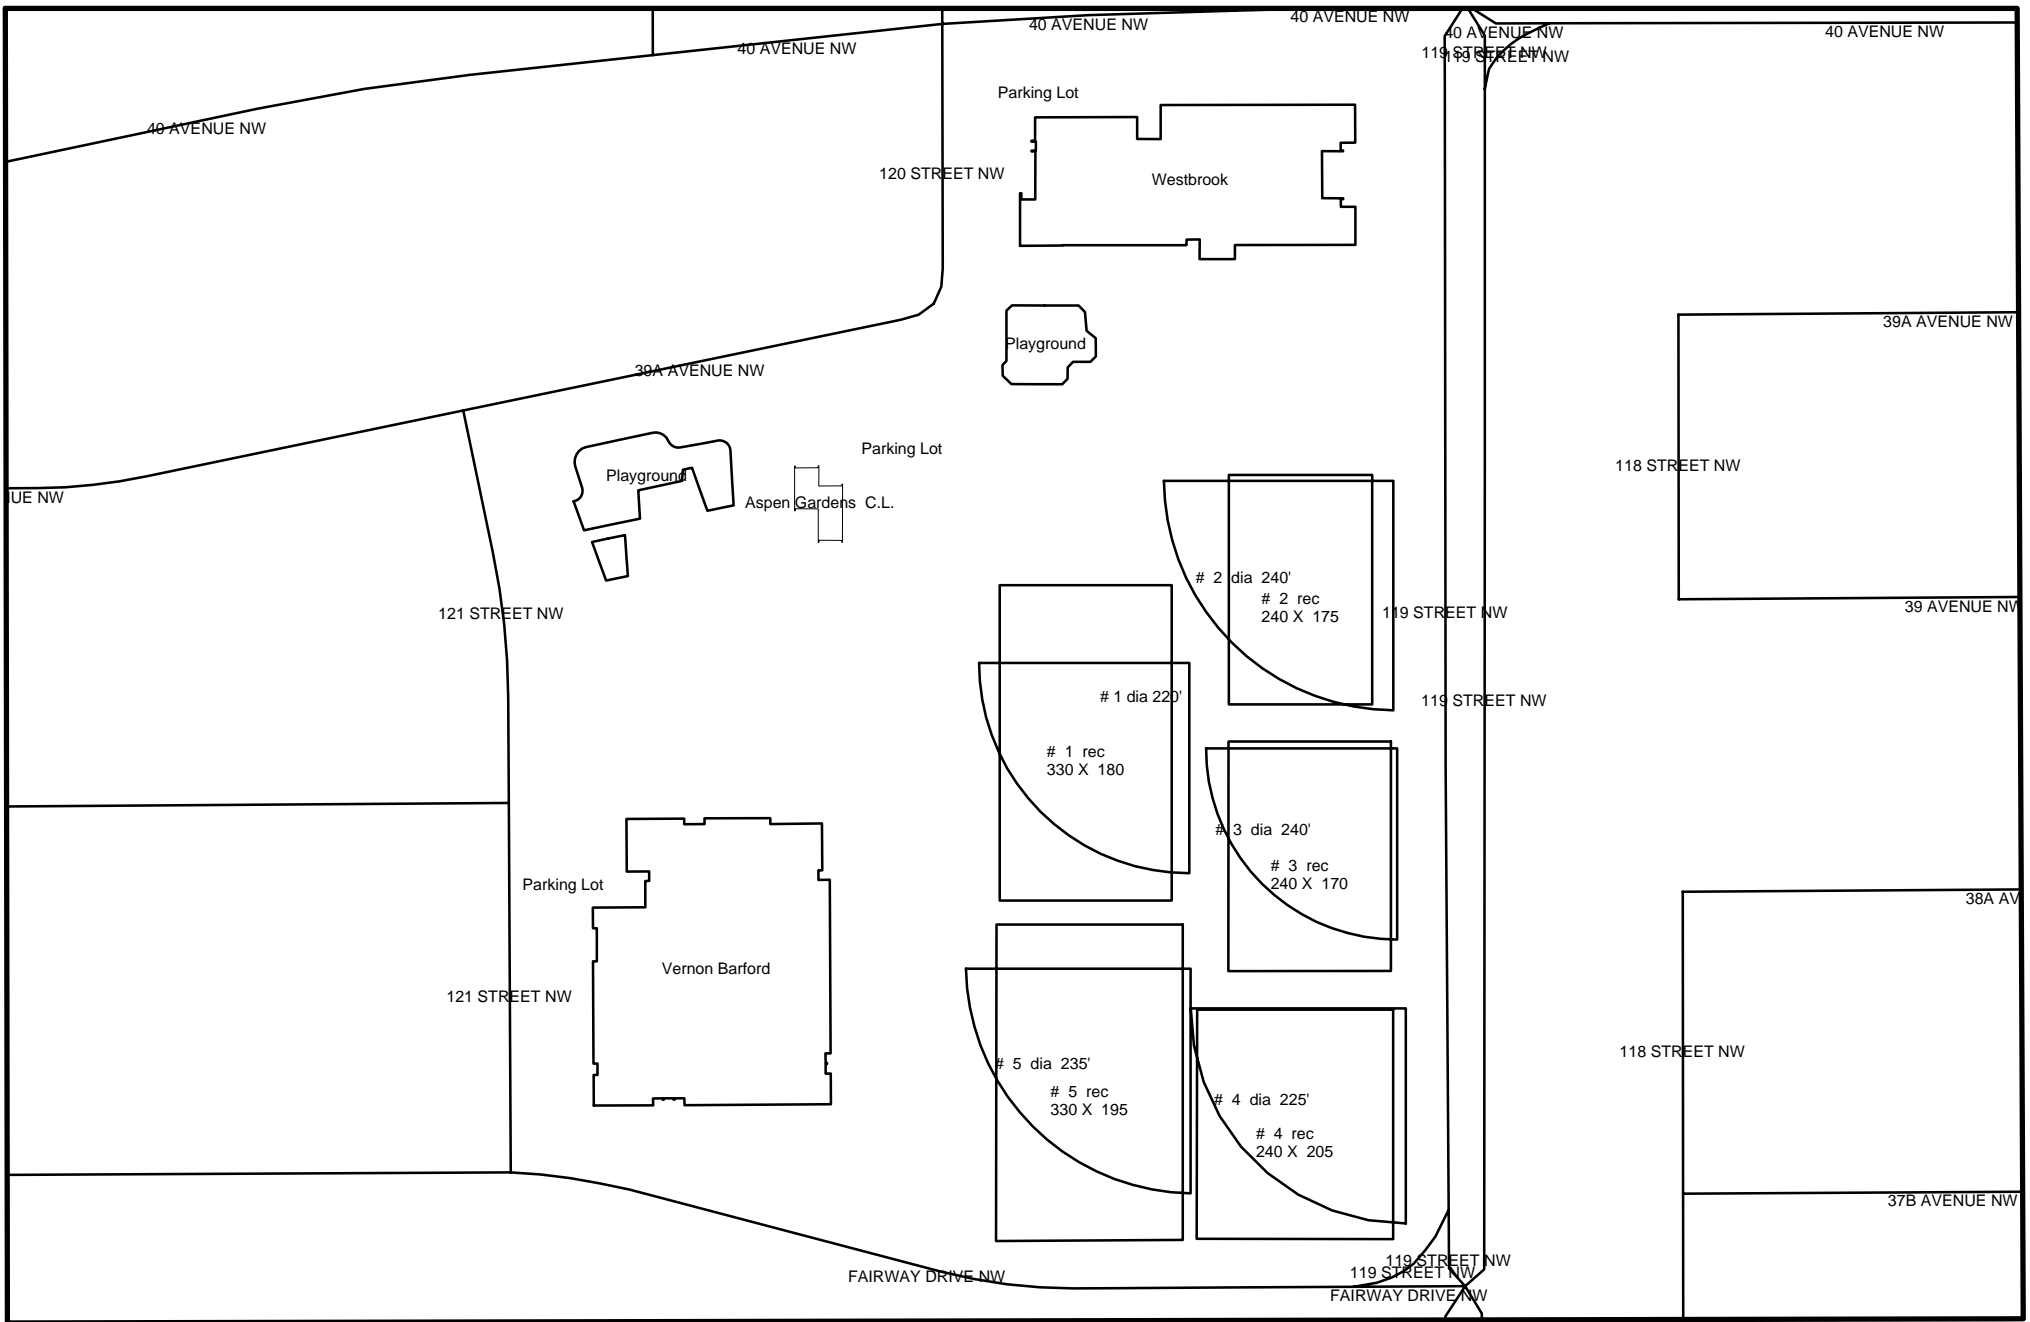 40 AVENUE NW
40 AVENUE NW
40 AVENUE NW
40 AVENUE NW
40 AVENUE NW
40 AVENUE NW
119 STREET NW
119 STREET NW
Parking Lot
120 STREET NW
Westbrook
Playground
39A AVENUE NW
39A AVENUE NW
Parking Lot
118 STREET NW
Playground
UE NW
Aspen Gardens C.L.
# 2 dia 240'
# 2 rec
240 X 175
119 STREET NW
39 AVENUE NW
121 STREET NW
# 1 dia 220'
119 STREET NW
# 1 rec
330 X 180
# 3 dia 240'
# 3 rec
240 X 170
Parking Lot
38A AV
Vernon Barford
121 STREET NW
118 STREET NW
# 5 dia 235'
# 5 rec
330 X 195
# 4 dia 225'
# 4 rec
240 X 205
37B AVENUE NW
119 STREET NW
119 STREET NW
FAIRWAY DRIVE NW
FAIRWAY DRIVE NW